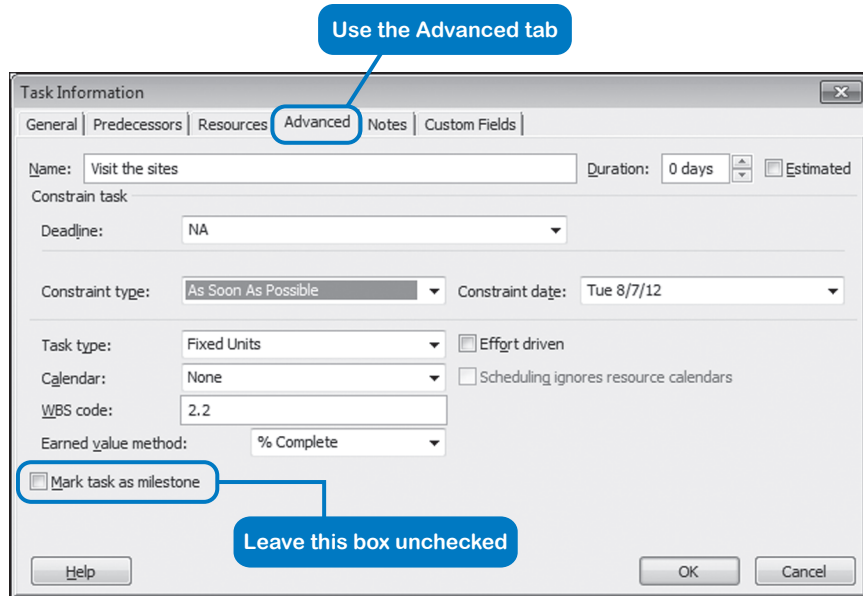 Use the Advanced tab
Task Information
General Predecessors Resources Advanced Notes Custom Fields
Name: Visit the sites Duration: 0 days Estimated
Constrain task
Deadline: NA
Constraint type: As Soon As Possible Constraint date: Tue 8/7/12
Task type: Fixed Units Effort driven
Calendar: None Scheduling ignores resource calendars
WBS code: 2.2
Earned value method: % Complete
Mark task as milestone
Leave this box unchecked
Help OK Cancel